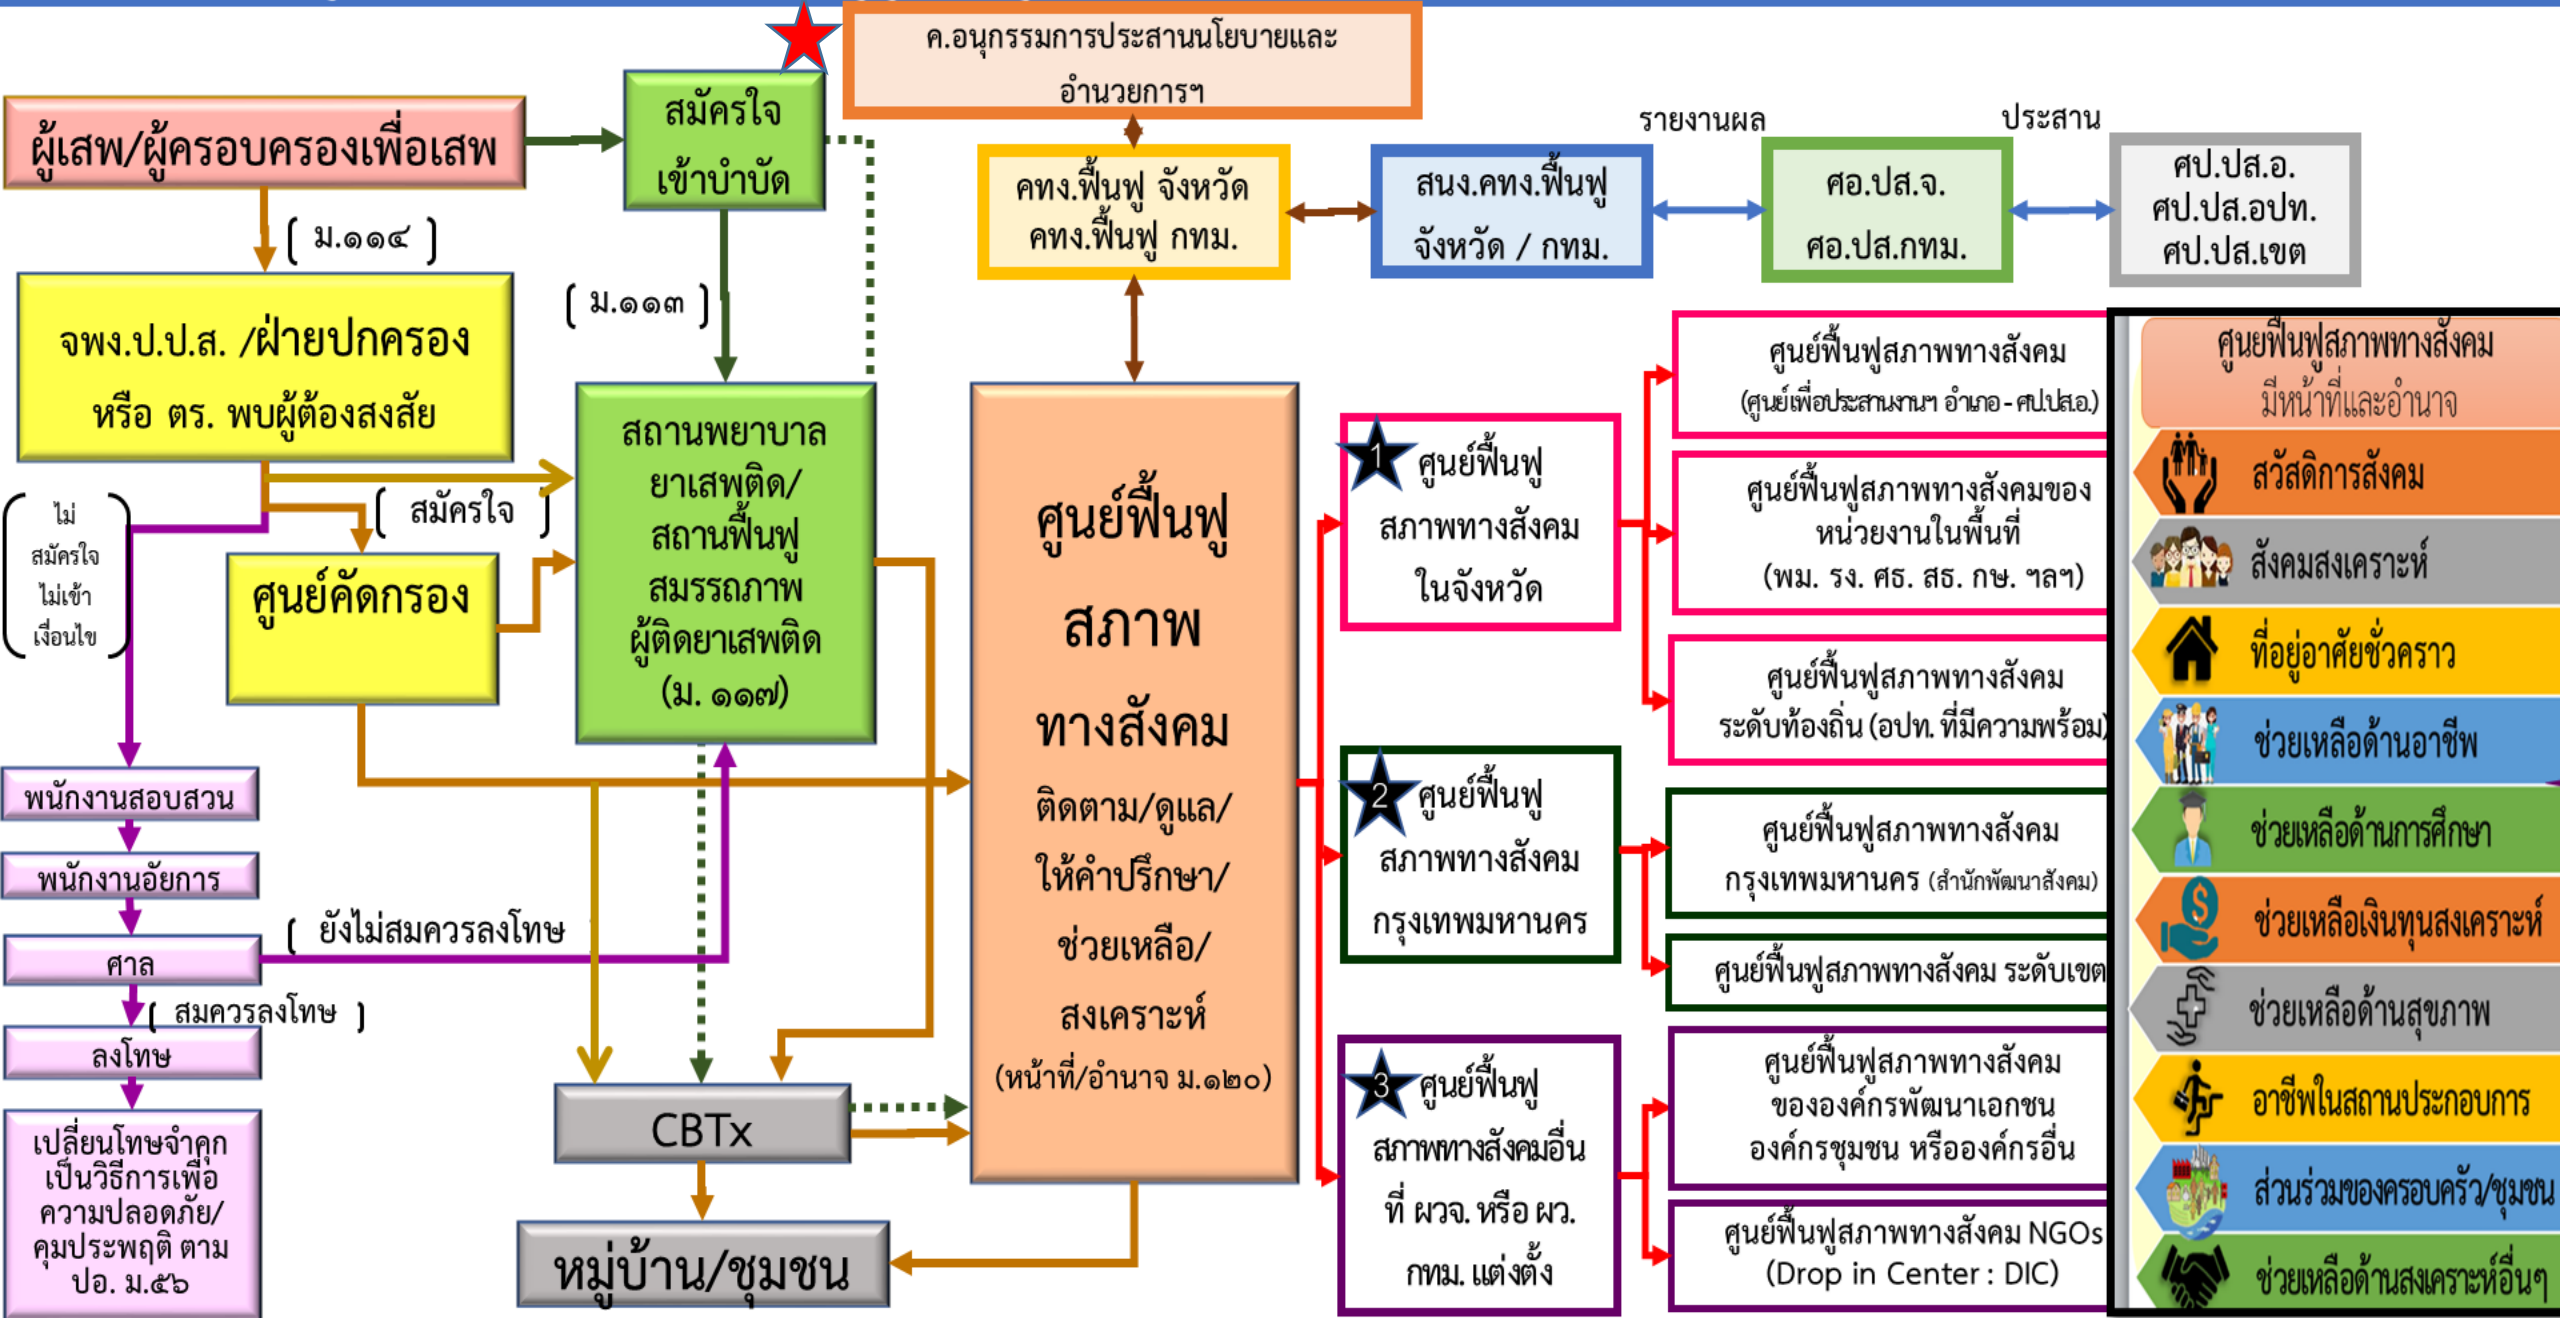 ค.อนุกรรมการประสานนโยบายและ
อำนวยการฯ
สมัครใจ
เข้าบำบัด
ผู้เสพ/ผู้ครอบครองเพื่อเสพ
รายงานผล
ประสาน
คทง.ฟื้นฟู จังหวัด
คทง.ฟื้นฟู กทม.
สนง.คทง.ฟื้นฟู
จังหวัด / กทม.
ศอ.ปส.จ.
ศอ.ปส.กทม.
ศป.ปส.อ.
ศป.ปส.อปท.
ศป.ปส.เขต
( ม.๑๑๔ )
( ม.๑๑๓ )
จพง.ป.ป.ส. /ฝ่ายปกครอง
หรือ ตร. พบผู้ต้องสงสัย
( สมัครใจ )
ไม่
สมัครใจ
ไม่เข้า
เงื่อนไข
ศูนย์คัดกรอง
สถานพยาบาล
ยาเสพติด/
สถานฟื้นฟู
สมรรถภาพ
ผู้ติดยาเสพติด
(ม. ๑๑๗)
พนักงานสอบสวน
พนักงานอัยการ
ศาล
( ยังไม่สมควรลงโทษ
( สมควรลงโทษ )
ลงโทษ
เปลี่ยนโทษจำคุก
เป็นวิธีการเพื่อ
ความปลอดภัย/
คุมประพฤติ ตาม
ปอ. ม.๕๖
CBTx
หมู่บ้าน/ชุมชน
ศูนย์ฟื้นฟู
สภาพ
ทางสังคม
ติดตาม/ดูแล/
ให้คำปรึกษา/
ช่วยเหลือ/
สงเคราะห์
(หน้าที่/อำนาจ ม.๑๒๐)
1 ศูนย์ฟื้นฟู
สภาพทางสังคม
ในจังหวัด
2 ศูนย์ฟื้นฟู
สภาพทางสังคม
กรุงเทพมหานคร
3 ศูนย์ฟื้นฟู
สภาพทางสังคมอื่น
ที่ ผวจ. หรือ ผว.
กทม. แต่งตั้ง
ศูนย์ฟื้นฟูสภาพทางสังคม
(ศูนย์เพื่อประสานงานฯ อำเภอ - ศป.ปส.อ.)
ศูนย์ฟื้นฟูสภาพทางสังคมของ
หน่วยงานในพื้นที่
(พม. รง. ศธ. สธ. กษ. ฯลฯ)
ศูนย์ฟื้นฟูสภาพทางสังคม
ระดับท้องถิ่น (อปท. ที่มีความพร้อม)
ศูนย์ฟื้นฟูสภาพทางสังคม
กรุงเทพมหานคร (สำนักพัฒนาสังคม)
ศูนย์ฟื้นฟูสภาพทางสังคม ระดับเขต
ศูนย์ฟื้นฟูสภาพทางสังคม
ขององค์กรพัฒนาเอกชน
องค์กรชุมชน หรือองค์กรอื่น
ศูนย์ฟื้นฟูสภาพทางสังคม NGOs
(Drop in Center : DIC)
ศูนย์ฟื้นฟูสภาพทางสังคม
มีหน้าที่และอำนาจ
สวัสดิการสังคม
สังคมสงเคราะห์
ที่อยู่อาศัยชั่วคราว
ช่วยเหลือด้านอาชีพ
ช่วยเหลือด้านการศึกษา
ช่วยเหลือเงินทุนสงเคราะห์
ช่วยเหลือด้านสุขภาพ
อาชีพในสถานประกอบการ
ส่วนร่วมของครอบครัว/ชุมชน
ช่วยเหลือด้านสงเคราะห์อื่นๆ